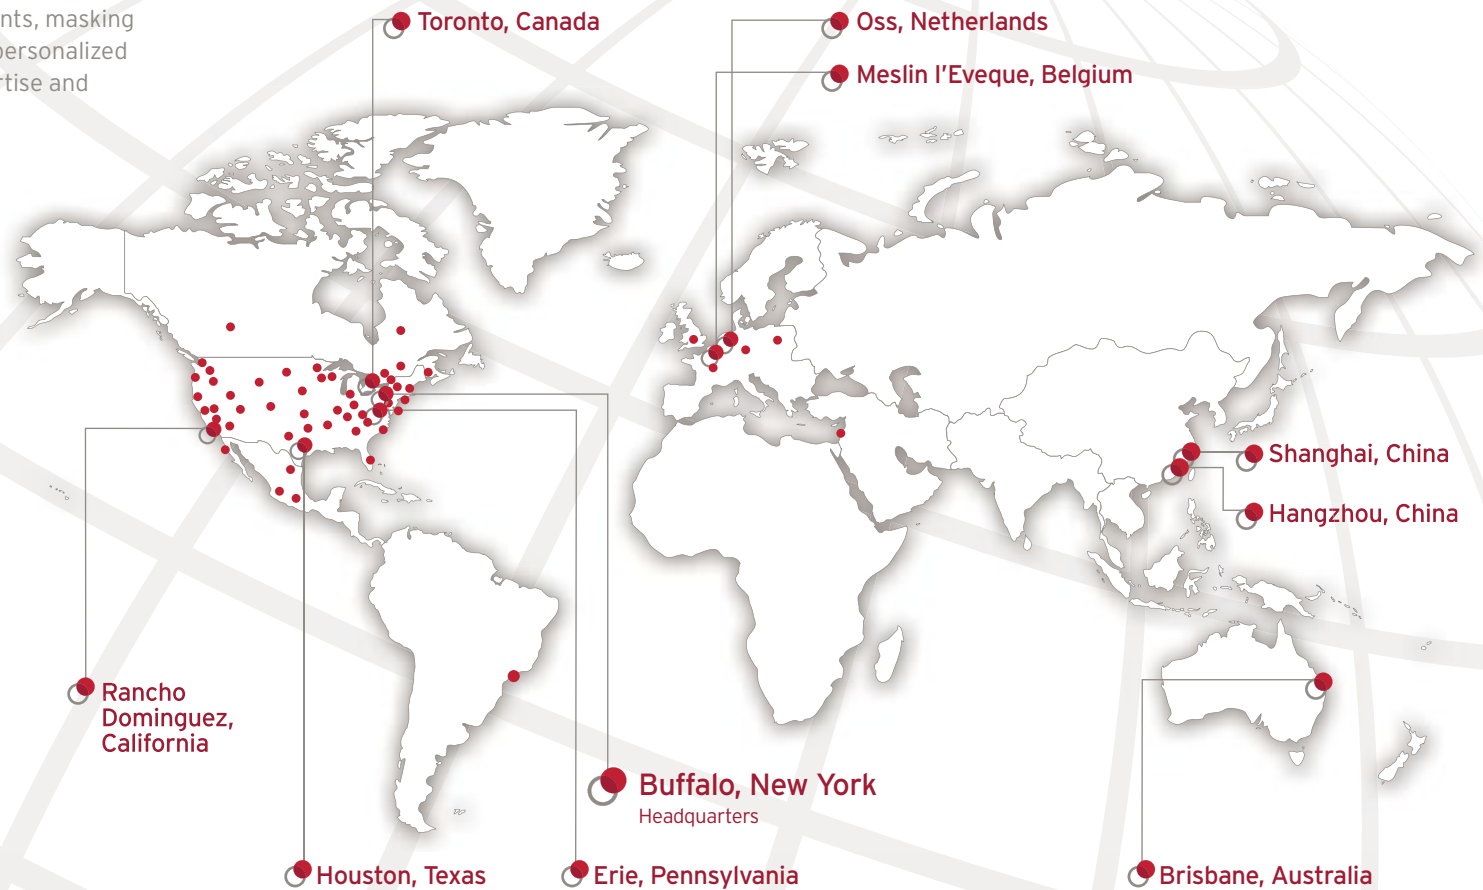 nts, masking
personalized
rtise and
Toronto, Canada
Oss, Netherlands
Meslin l'Eveque, Belgium
Shanghai, China
Hangzhou, China
Rancho
Dominguez,
California
Buffalo, New York
Headquarters
Houston, Texas
Erie, Pennsylvania
Brisbane, Australia